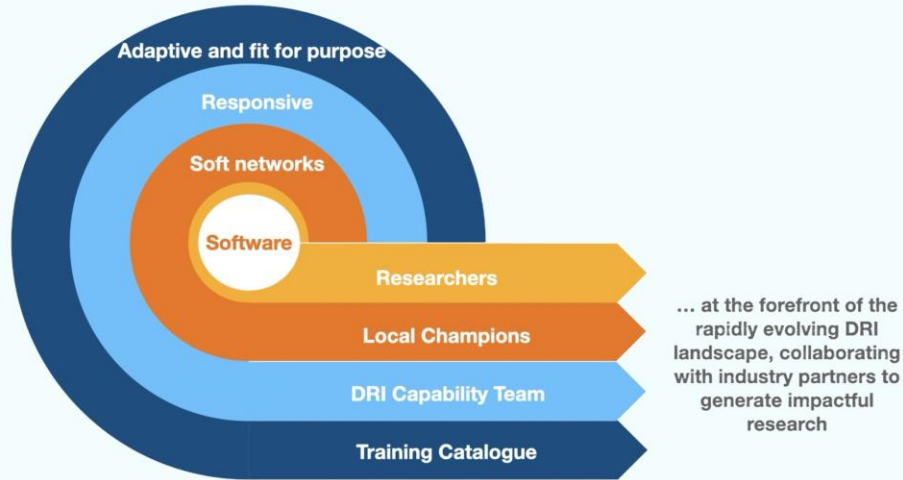 Adaptive and fit for purpose
Responsive
Soft networks
Software
Researchers
Local Champions
DRI Capability Team
Training Catalogue
... at the forefront of the
rapidly evolving DRI
landscape, collaborating
with industry partners to
generate impactful
research